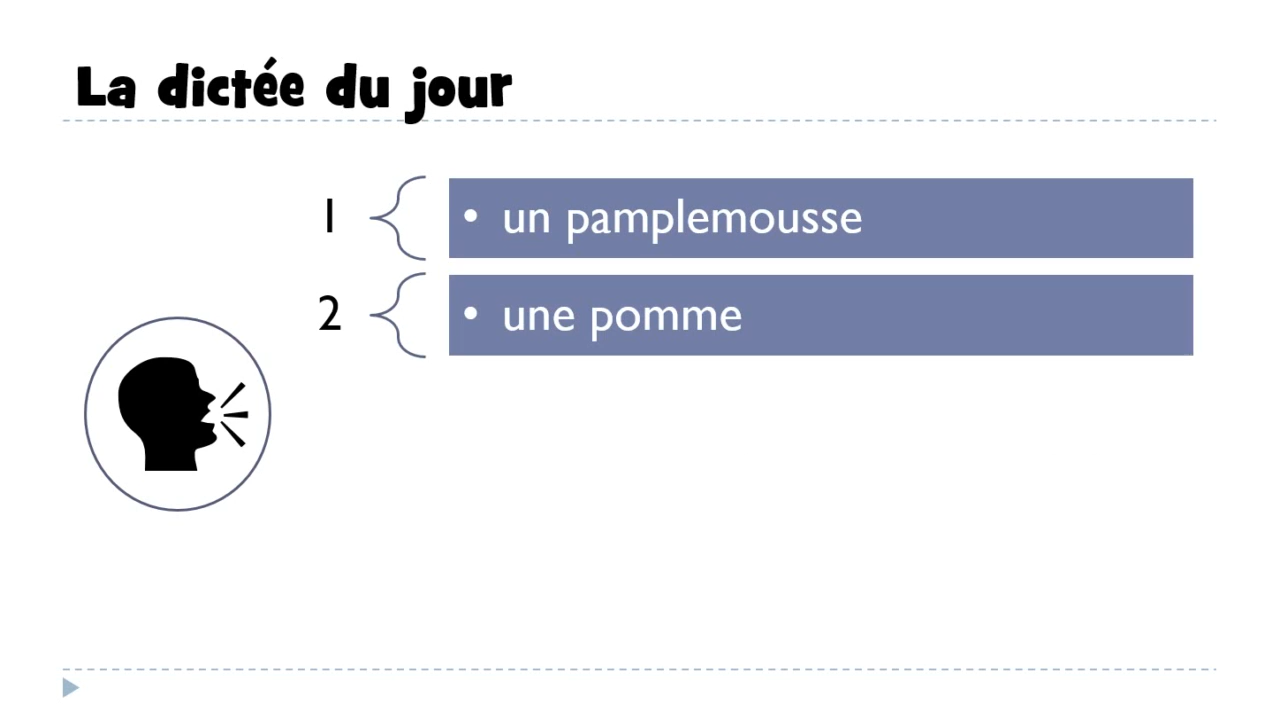 La dictée du jour
1
• un pamplemousse
2
• une pomme